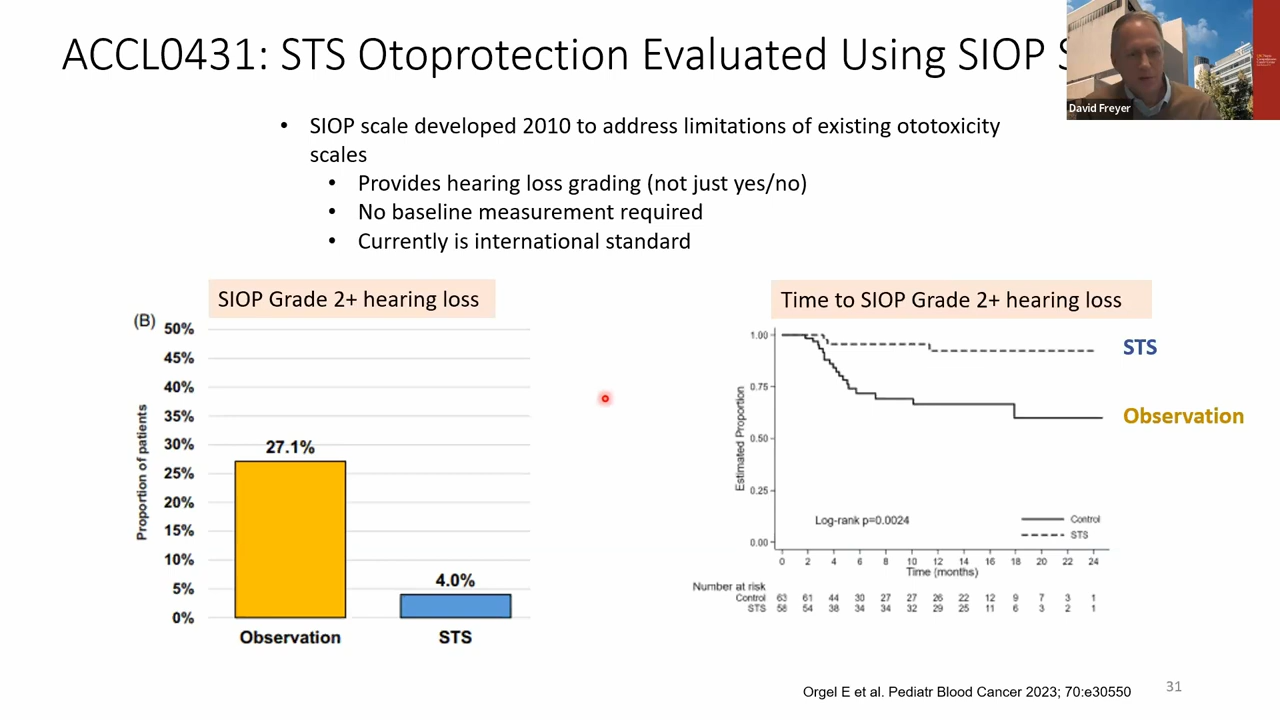 ACCL0431: STS Otoprotection Evaluated Using SIOP S
David Freyer
• SIOP scale developed 2010 to address limitations of existing ototoxicity
scales
• Provides hearing loss grading (not just yes/no)
• No baseline measurement required
• Currently is international standard
SIOP Grade 2+ hearing loss
(B)
50%
45%
40%
35%
30%
25%
20%
15%
10%
5%
0%
Proportion of patients
27.1%
4.0%
Observation STS
Time to SIOP Grade 2+ hearing loss
1.00
0.75
0.50
0.25
0.00
Estimated Proportion
STS
Observation
Log-rank p=0.0024
Control
STS
0 2 4 6 8 10 12 14 16 18 20 22 24
Time (months)
Number at risk
Control 63 61 44 30 27 27 26 22 12 9 7 3 1
STS 58 54 38 34 34 32 29 25 11 6 3 2 1
Orgel E et al. Pediatr Blood Cancer 2023; 70:e30550
31